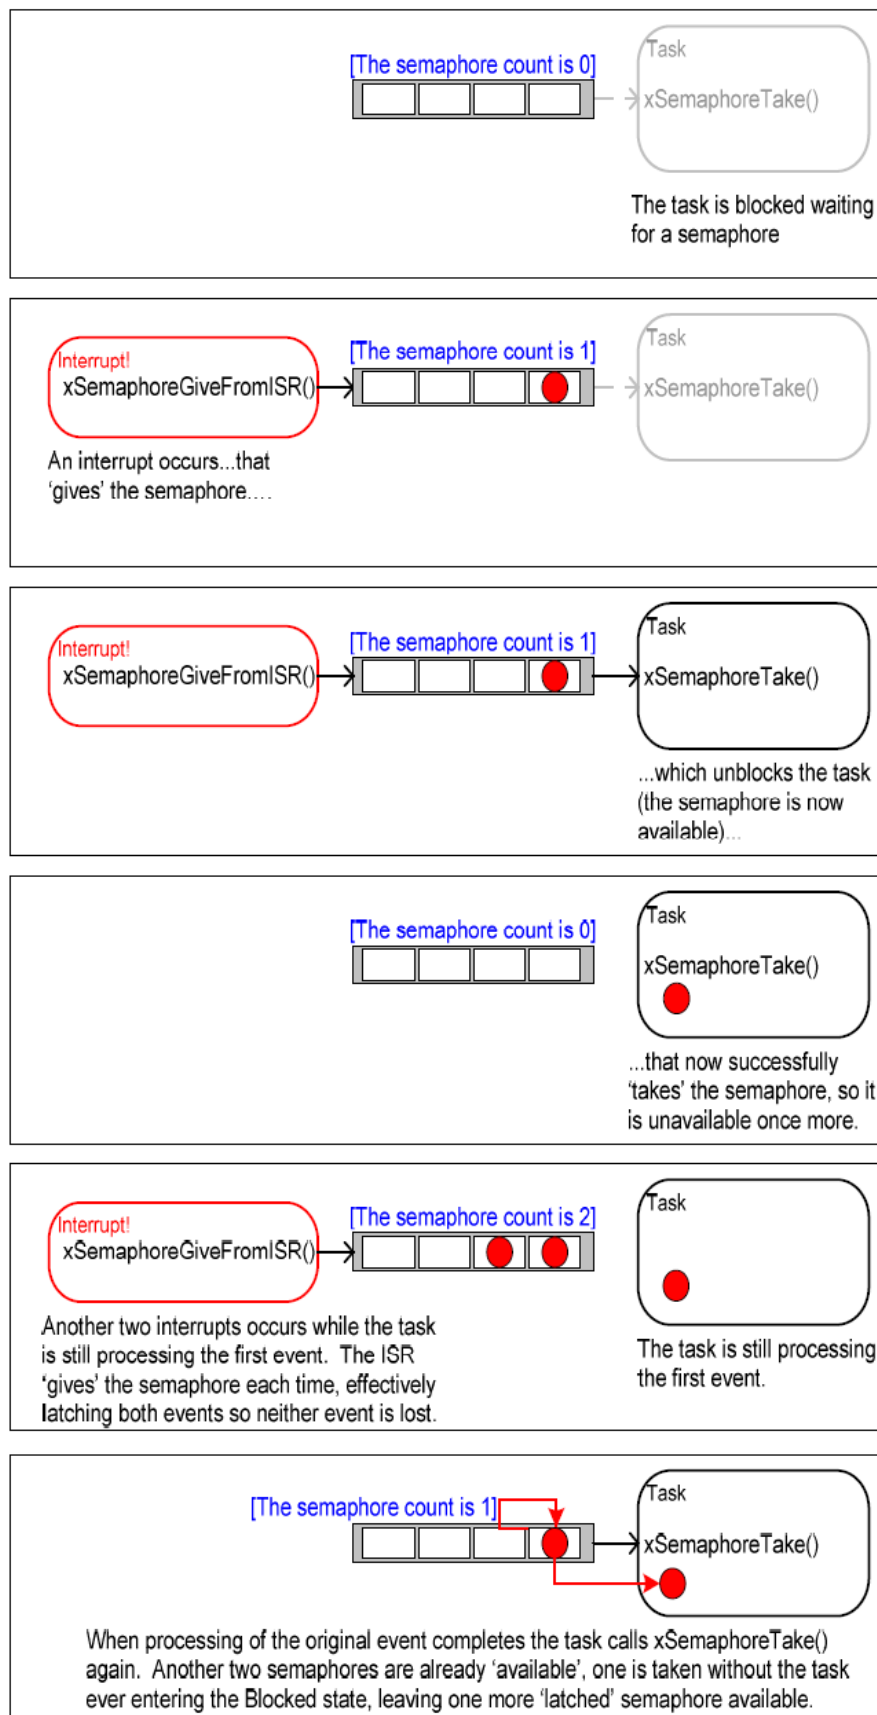 [The semaphore count is 0]
Task
xSemaphoreTake()
The task is blocked waiting
for a semaphore
Interrupt!
xSemaphoreGiveFromISR()
[The semaphore count is 1]
Task
xSemaphoreTake()
An interrupt occurs...that
'gives' the semaphore....
Interrupt!
xSemaphoreGiveFromISR()
[The semaphore count is 1]
Task
xSemaphoreTake()
...which unblocks the task
(the semaphore is now
available)...
[The semaphore count is 0]
Task
xSemaphoreTake()
...that now successfully
'takes' the semaphore, so it
is unavailable once more.
Interrupt!
xSemaphoreGiveFromISR()
[The semaphore count is 2]
Task
Another two interrupts occurs while the task
is still processing the first event. The ISR
'gives' the semaphore each time, effectively
latching both events so neither event is lost.
The task is still processing
the first event.
[The semaphore count is 1]
Task
xSemaphoreTake()
When processing of the original event completes the task calls xSemaphoreTake()
again. Another two semaphores are already 'available', one is taken without the task
ever entering the Blocked state, leaving one more 'latched' semaphore available.